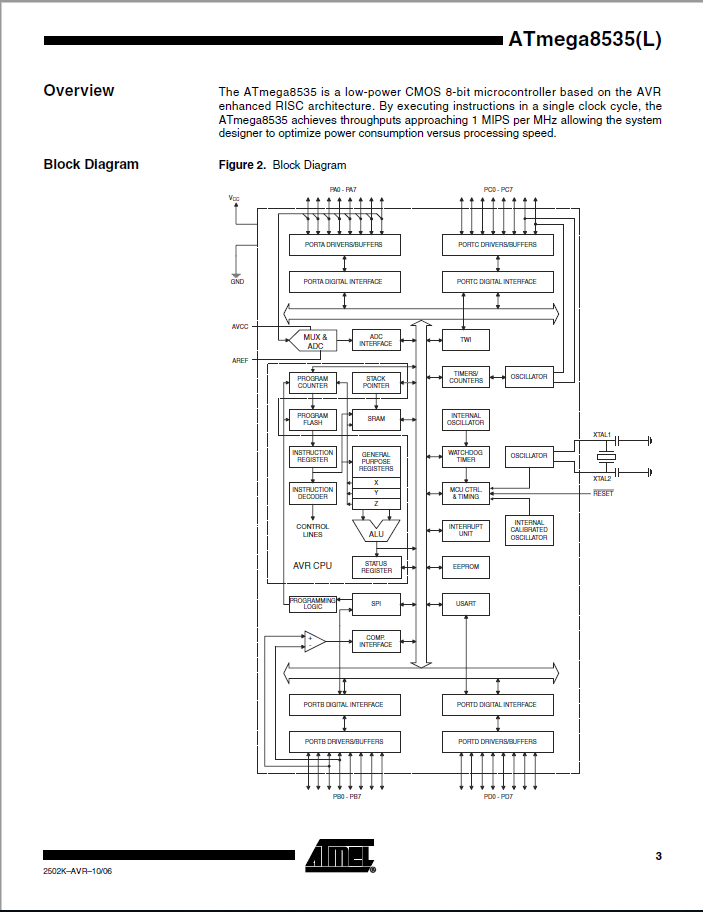 ATmega8535(L)
Overview
The ATmega8535 is a low-power CMOS 8-bit microcontroller based on the AVR
enhanced RISC architecture. By executing instructions in a single clock cycle, the
ATmega8535 achieves throughputs approaching 1 MIPS per MHz allowing the system
designer to optimize power consumption versus processing speed.
Block Diagram
Figure 2. Block Diagram
PA0 - PA7
PC0 - PC7
VCC
PORTA DRIVERS/BUFFERS
PORTC DRIVERS/BUFFERS
GND
PORTA DIGITAL INTERFACE
PORTC DIGITAL INTERFACE
AVCC
MUX &
ADC
ADC
INTERFACE
TWI
AREF
PROGRAM
COUNTER
STACK
POINTER
TIMERS/
COUNTERS
OSCILLATOR
PROGRAM
FLASH
SRAM
INTERNAL
OSCILLATOR
XTAL1
INSTRUCTION
REGISTER
GENERAL
PURPOSE
REGISTERS
WATCHDOG
TIMER
OSCILLATOR
XTAL2
X
Y
Z
INSTRUCTION
DECODER
MCU CTRL.
& TIMING
RESET
CONTROL
LINES
ALU
INTERRUPT
UNIT
INTERNAL
CALIBRATED
OSCILLATOR
AVR CPU
STATUS
REGISTER
EEPROM
PROGRAMMING
LOGIC
SPI
USART
+
-
COMP.
INTERFACE
PORTB DIGITAL INTERFACE
PORTD DIGITAL INTERFACE
PORTB DRIVERS/BUFFERS
PORTD DRIVERS/BUFFERS
PB0 - PB7
PD0 - PD7
ATMEL
®
3
2502K–AVR–10/06